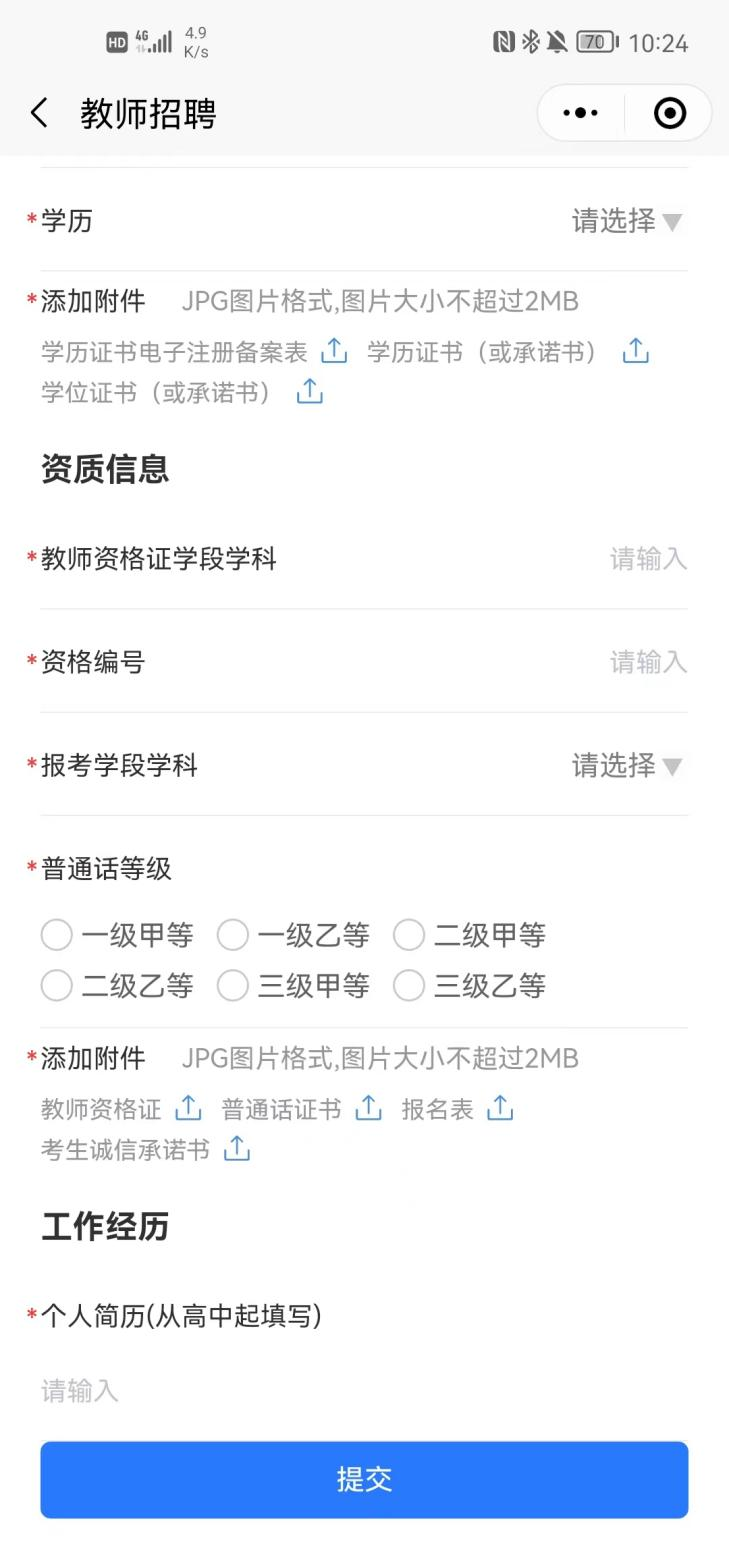 HD 4G 4.9 K/s 70 10:24
教师招聘
*学历 请选择
*添加附件 JPG图片格式,图片大小不超过2MB
学历证书电子注册备案表 学历证书（或承诺书）
学位证书（或承诺书）
资质信息
*教师资格证学段学科 请输入
*资格编号 请输入
*报考学段学科 请选择
*普通话等级
一级甲等 一级乙等 二级甲等
二级乙等 三级甲等 三级乙等
*添加附件 JPG图片格式,图片大小不超过2MB
教师资格证 普通话证书 报名表
考生诚信承诺书
工作经历
*个人简历(从高中起填写)
请输入
提交